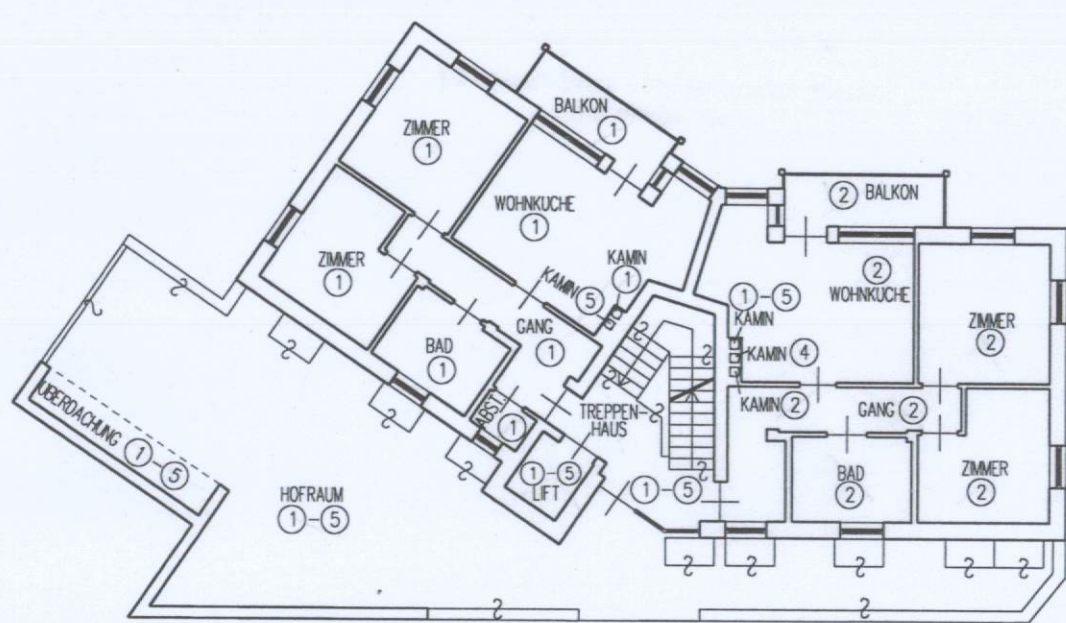 BALKON
1
ZIMMER
1
WOHNKUCHE
1
2 BALKON
ZIMMER
1
KAMIN
1
KAMIN
5
2
WOHNKUCHE
1-5
KAMIN
ZIMMER
2
GANG
1
BAD
1
KAMIN 4
KAMIN 2
GANG 2
ABST.
1
TREPPEN-
HAUS
ÜBERDACHUNG 1-5
1-5
LIFT
1-5
BAD
2
ZIMMER
2
HOFRAUM
1-5